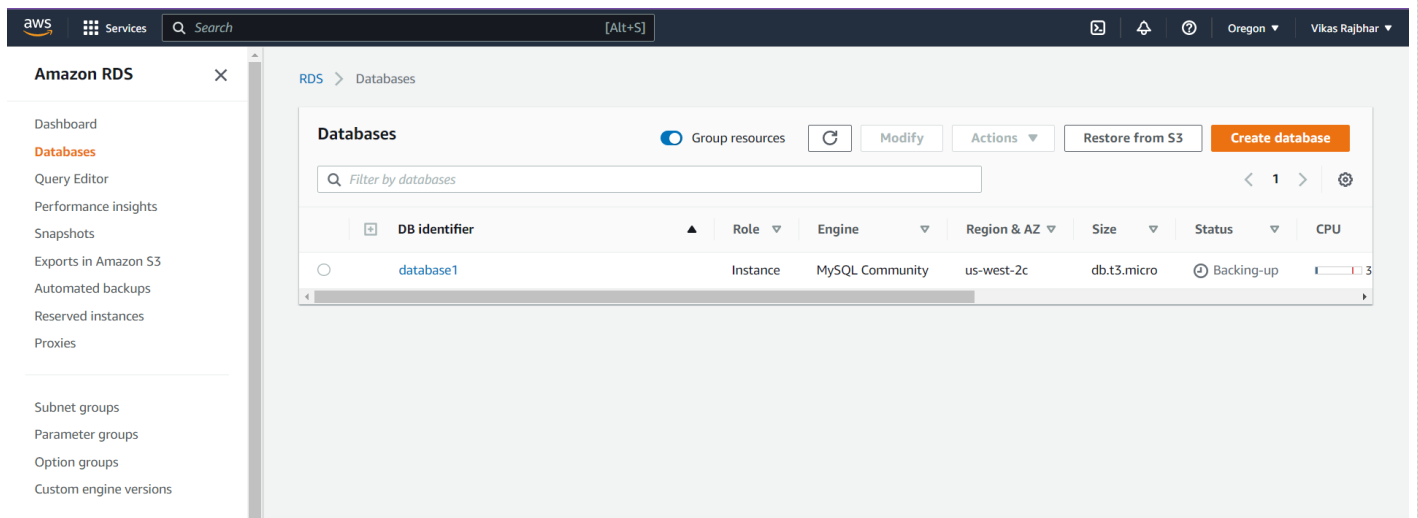 aws Services Search [Alt+S] Oregon Vikas Rajbhar
Amazon RDS
Dashboard
Databases
Query Editor
Performance insights
Snapshots
Exports in Amazon S3
Automated backups
Reserved instances
Proxies
Subnet groups
Parameter groups
Option groups
Custom engine versions
RDS > Databases
Databases Group resources Modify Actions Restore from S3 Create database
Filter by databases < 1 >
DB identifier Role Engine Region & AZ Size Status CPU
database1 Instance MySQL Community us-west-2c db.t3.micro Backing-up 3